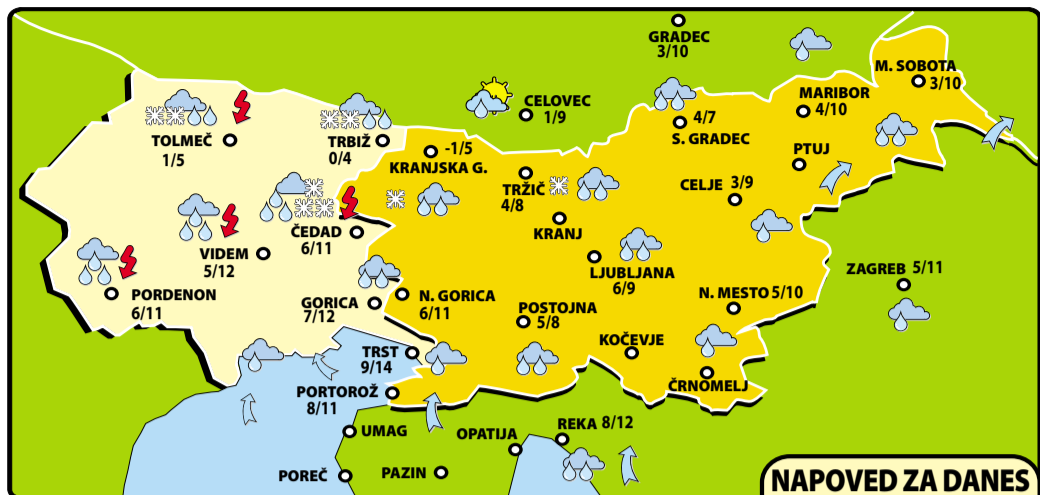 GRADEC
3/10
M. SOBOTA
3/10
MARIBOR
4/10
CELOVEC
1/9
4/7
S. GRADEC
TOLMEČ
1/5
TRBIŽ
0/4
-1/5
KRANJSKA G.
PTUJ
TRŽIČ
4/8
CELJE 3/9
KRANJ
ČEDAD
6/11
VIDEM
5/12
LJUBLJANA
6/9
ZAGREB 5/11
PORDENON
6/11
GORICA
7/12
N. GORICA
6/11
N. MESTO 5/10
POSTOJNA
5/8
KOČEVJE
TRST
9/14
ČRNOMELJ
PORTOROŽ
8/11
UMAG
OPATIJA
REKA 8/12
POREČ
PAZIN
NAPOVED ZA DANES